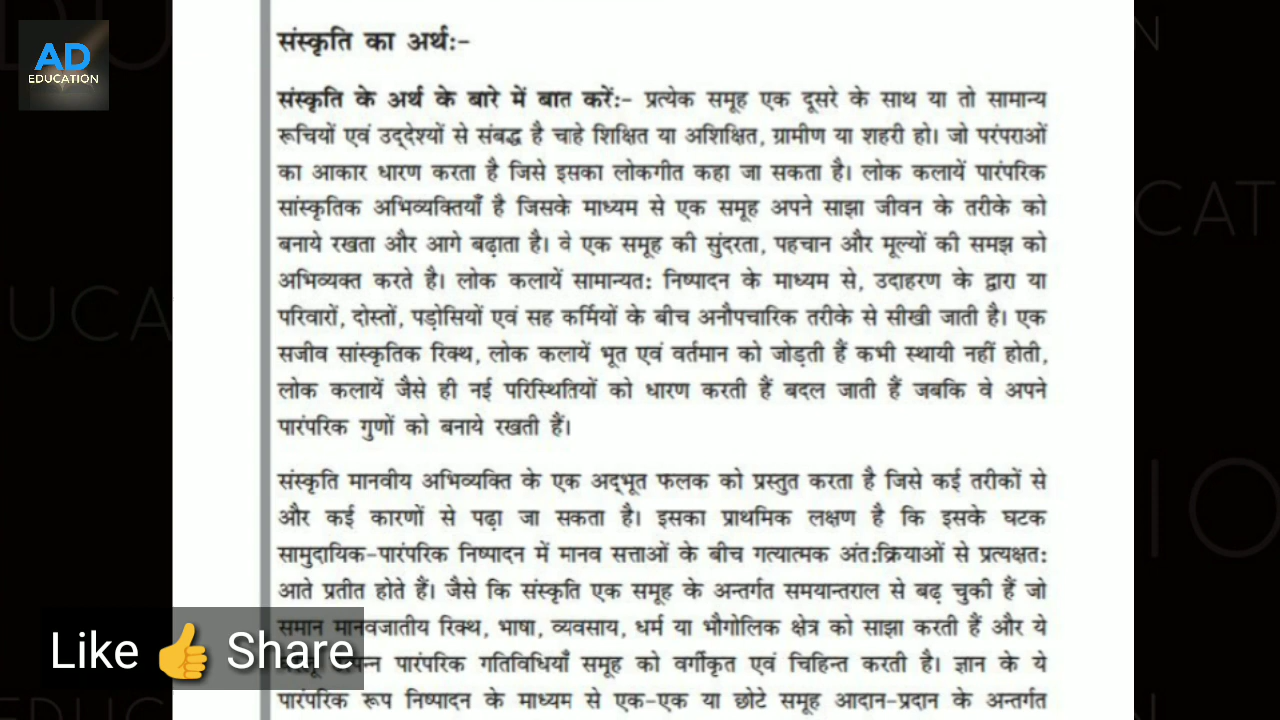 AD
EDUCATION
संस्कृति का अर्थ:-
संस्कृति के अर्थ के बारे में बात करें:- प्रत्येक समूह एक दूसरे के साथ या तो सामान्य
रूचियों एवं उद्देश्यों से संबद्ध है चाहे शिक्षित या अशिक्षित, ग्रामीण या शहरी हो। जो परंपराओं
का आकार धारण करता है जिसे इसका लोकगीत कहा जा सकता है। लोक कलायें पारंपरिक
सांस्कृतिक अभिव्यक्तियाँ है जिसके माध्यम से एक समूह अपने साझा जीवन के तरीके को
बनाये रखता और आगे बढ़ाता है। वे एक समूह की सुंदरता, पहचान और मूल्यों की समझ को
अभिव्यक्त करते है। लोक कलायें सामान्यत: निष्पादन के माध्यम से, उदाहरण के द्वारा या
परिवारों, दोस्तों, पड़ोसियों एवं सह कर्मियों के बीच अनौपचारिक तरीके से सीखी जाती है। एक
सजीव सांस्कृतिक रिक्थ, लोक कलायें भूत एवं वर्तमान को जोड़ती हैं कभी स्थायी नहीं होती,
लोक कलायें जैसे ही नई परिस्थितियों को धारण करती हैं बदल जाती हैं जबकि वे अपने
पारंपरिक गुणों को बनाये रखती हैं।
संस्कृति मानवीय अभिव्यक्ति के एक अद्भूत फलक को प्रस्तुत करता है जिसे कई तरीकों से
और कई कारणों से पढ़ा जा सकता है। इसका प्राथमिक लक्षण है कि इसके घटक
सामुदायिक-पारंपरिक निष्पादन में मानव सत्ताओं के बीच गत्यात्मक अंत:क्रियाओं से प्रत्यक्षत:
आते प्रतीत होते हैं। जैसे कि संस्कृति एक समूह के अन्तर्गत समयान्तराल से बढ़ चुकी हैं जो
समान मानवजातीय रिक्थ, भाषा, व्यवसाय, धर्म या भौगोलिक क्षेत्र को साझा करती हैं और ये
पारंपरिक गतिविधियाँ समूह को वर्गीकृत एवं चिहिन्त करती है। ज्ञान के ये
पारंपरिक रूप निष्पादन के माध्यम से एक-एक या छोटे समूह आदान-प्रदान के अन्तर्गत
Like 👍 Share